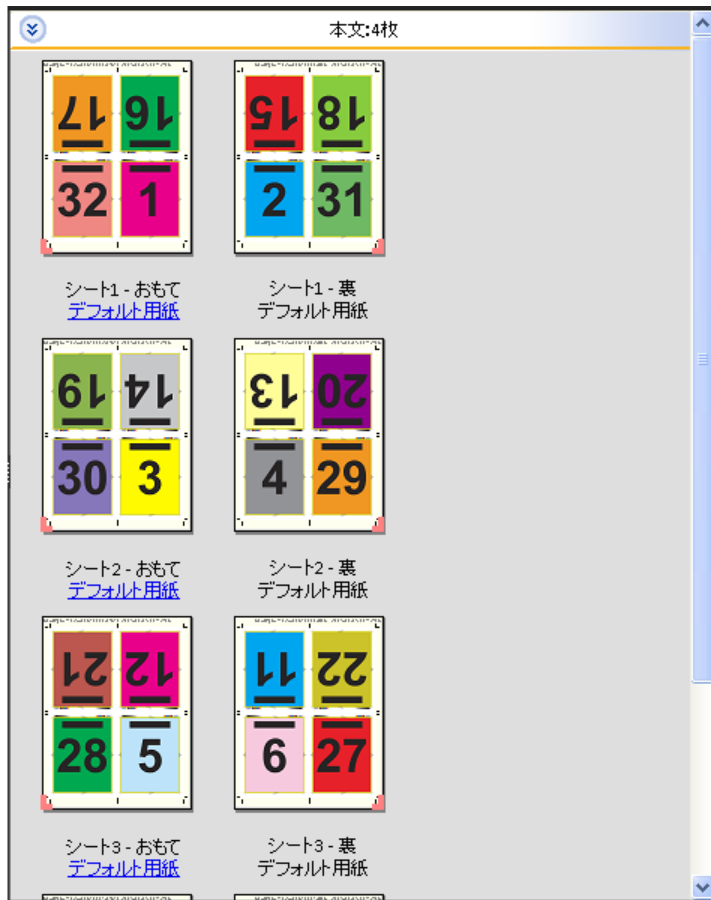 本文:4枚
17 16
32 1
15 18
2 31
シート1 - おもて
デフォルト用紙
シート1 - 裏
デフォルト用紙
19 14
30 3
13 20
4 29
シート2 - おもて
デフォルト用紙
シート2 - 裏
デフォルト用紙
21 12
28 5
11 22
6 27
シート3 - おもて
デフォルト用紙
シート3 - 裏
デフォルト用紙